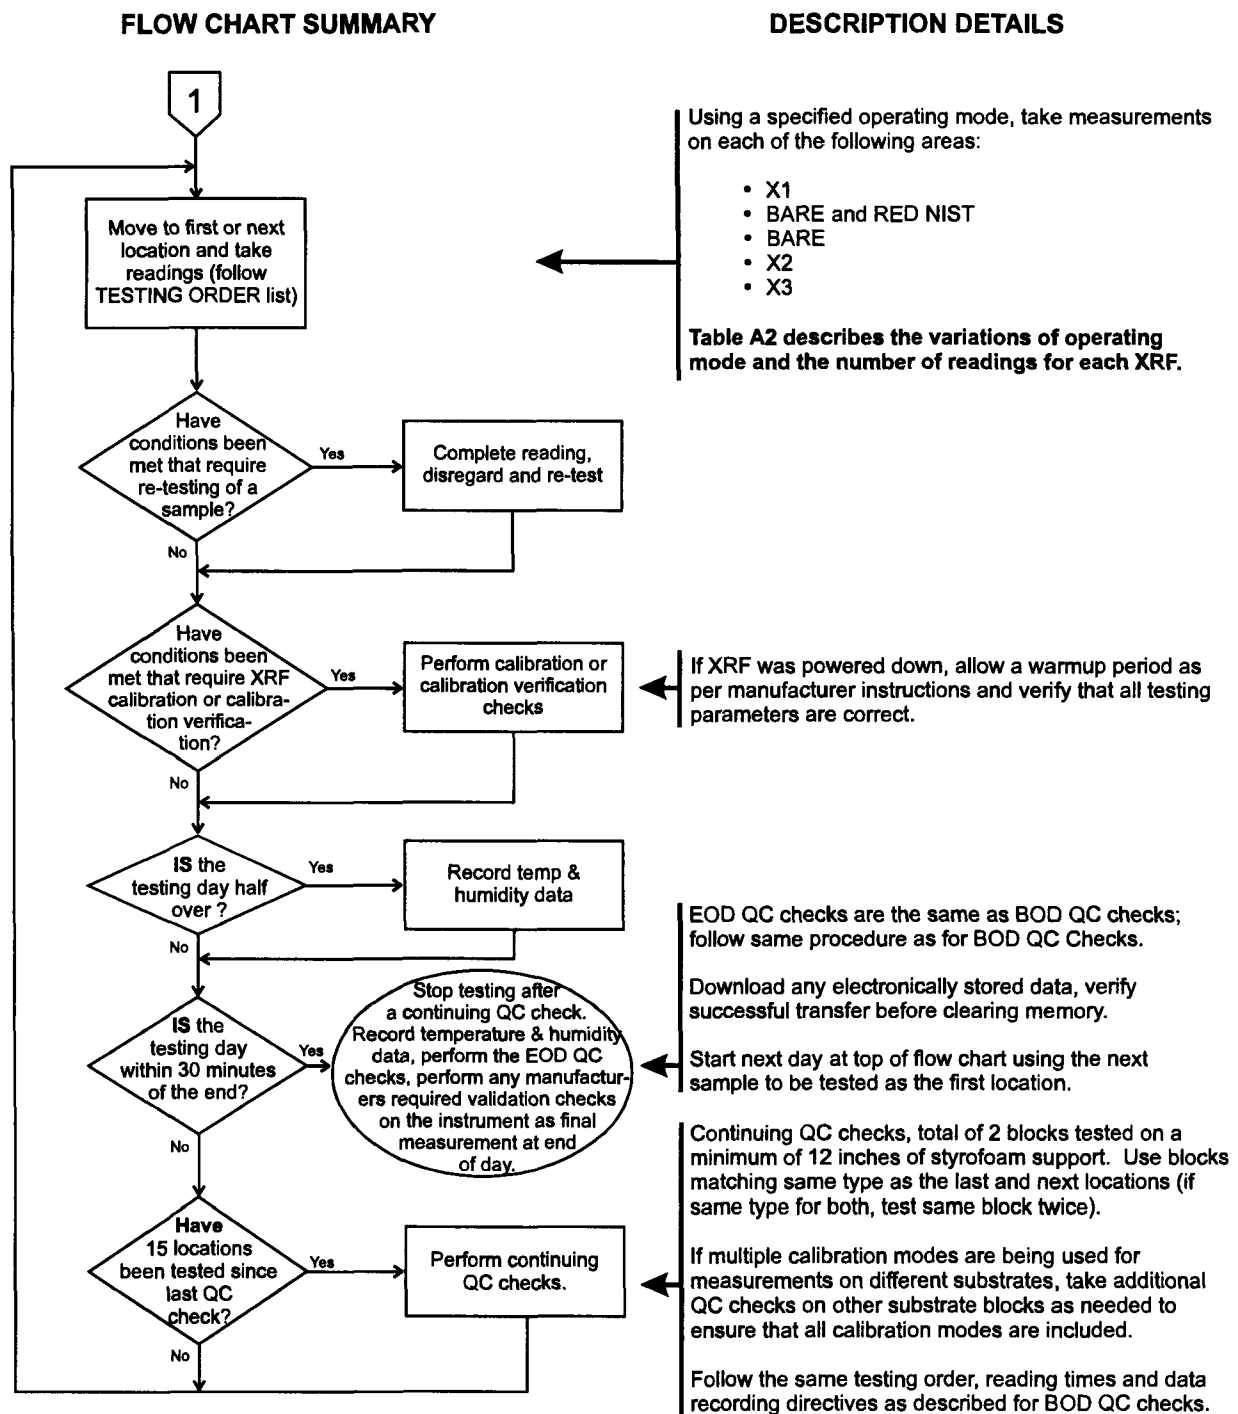 FLOW CHART SUMMARY
DESCRIPTION DETAILS
1
Move to first or next
location and take
readings (follow
TESTING ORDER list)
Using a specified operating mode, take measurements
on each of the following areas:
• X1
• BARE and RED NIST
• BARE
• X2
• X3
Table A2 describes the variations of operating
mode and the number of readings for each XRF.
Have
conditions been
met that require
re-testing of a
sample?
Yes
Complete reading,
disregard and re-test
No
Have
conditions been
met that require XRF
calibration or calibra-
tion verifica-
tion?
Yes
Perform calibration or
calibration verification
checks
If XRF was powered down, allow a warmup period as
per manufacturer instructions and verify that all testing
parameters are correct.
No
IS the
testing day half
over ?
Yes
Record temp &
humidity data
No
IS the
testing day
within 30 minutes
of the end?
Yes
Stop testing after
a continuing QC check.
Record temperature & humidity
data, perform the EOD QC
checks, perform any manufactur-
ers required validation checks
on the instrument as final
measurement at end
of day.
EOD QC checks are the same as BOD QC checks;
follow same procedure as for BOD QC Checks.
Download any electronically stored data, verify
successful transfer before clearing memory.
Start next day at top of flow chart using the next
sample to be tested as the first location.
No
Have
15 locations
been tested since
last QC
check?
Yes
Perform continuing
QC checks.
Continuing QC checks, total of 2 blocks tested on a
minimum of 12 inches of styrofoam support. Use blocks
matching same type as the last and next locations (if
same type for both, test same block twice).
If multiple calibration modes are being used for
measurements on different substrates, take additional
QC checks on other substrate blocks as needed to
ensure that all calibration modes are included.
Follow the same testing order, reading times and data
recording directives as described for BOD QC checks.
No